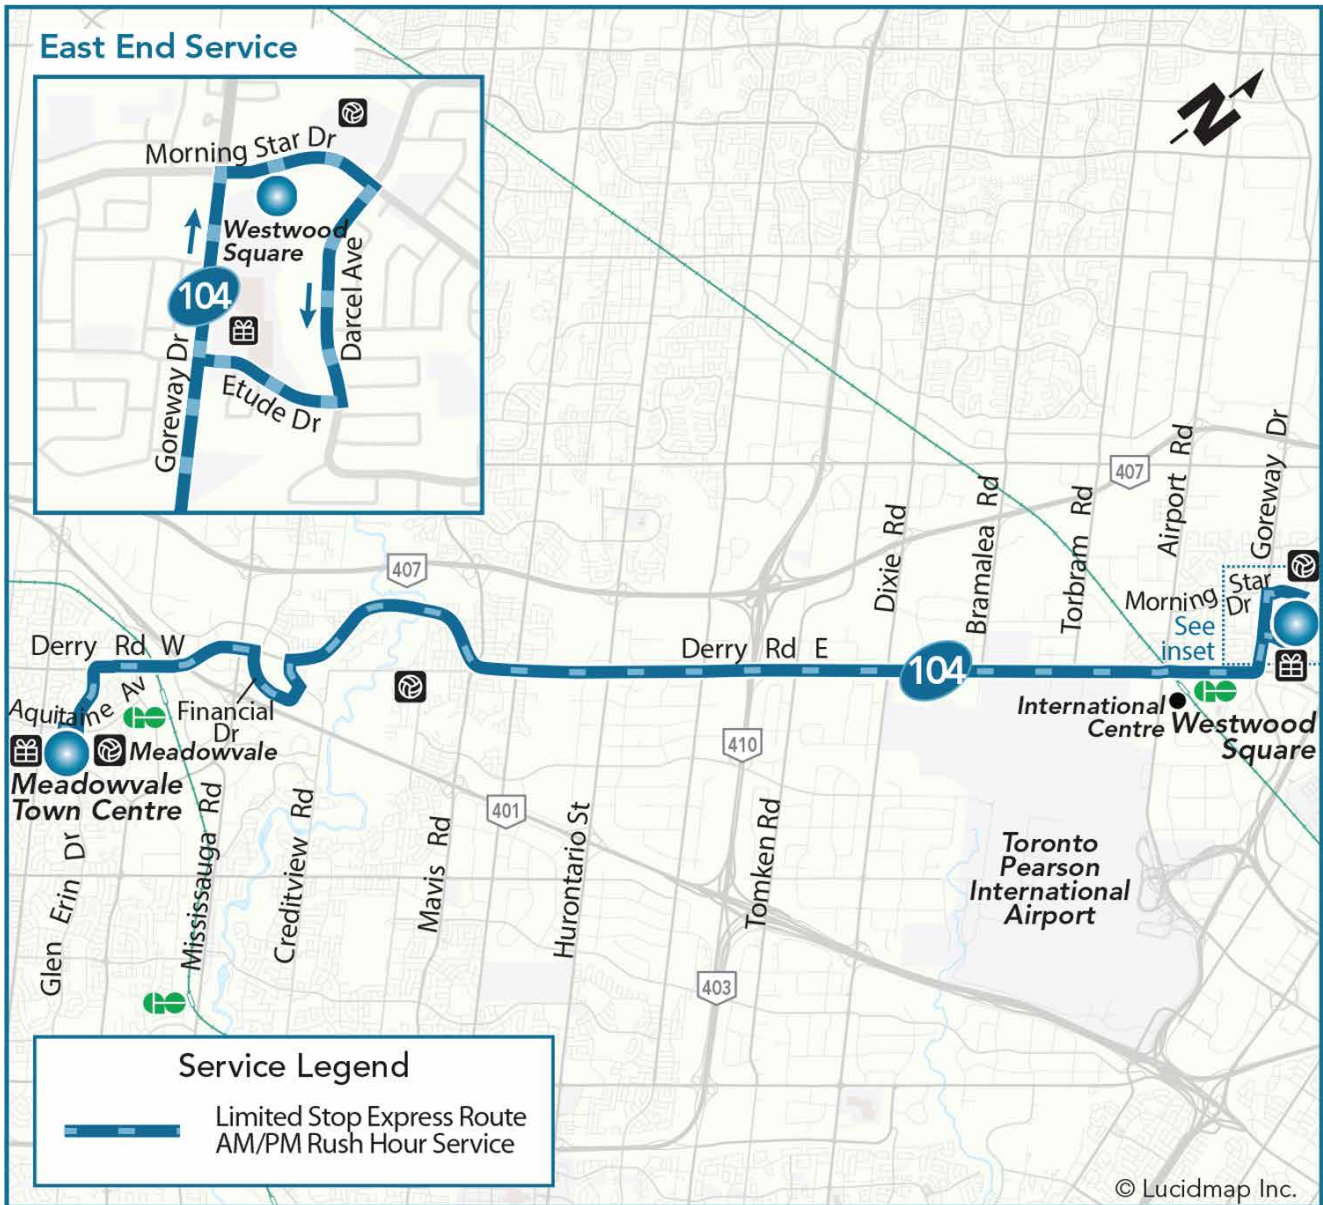 East End Service
Morning Star Dr
Westwood
Square
104
Darcel Ave
Goreway Dr
Etude Dr
N
407
Airport Rd
Goreway Dr
Dixie Rd
Bramalea Rd
Torbram Rd
407
Morning Star
Dr
See
inset
Derry Rd W
Derry Rd E
104
Aquitaine Av
Financial
Dr
GO
GO
International
Centre
Westwood
Square
Meadowvale
Meadowvale
Town Centre
410
401
Glen Erin Dr
Mississauga Rd
Creditview Rd
Mavis Rd
Hurontario St
Tomken Rd
Toronto
Pearson
International
Airport
403
GO
Service Legend
Limited Stop Express Route
AM/PM Rush Hour Service
© Lucidmap Inc.